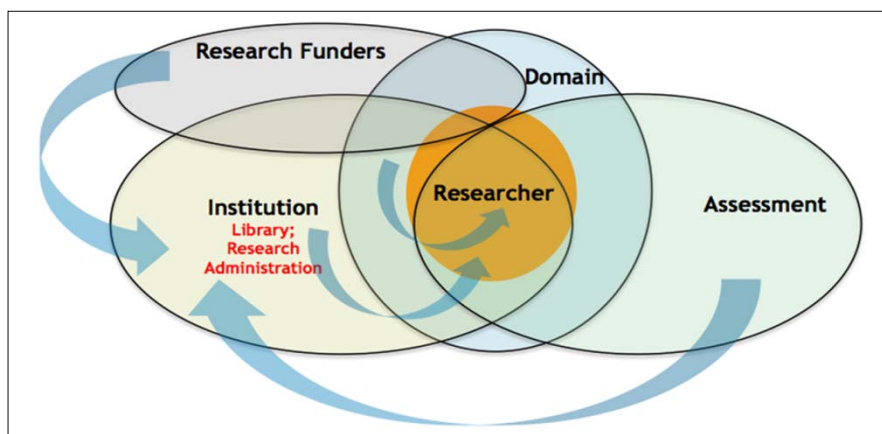 Research Funders
Domain
Researcher
Institution
Library;
Research
Administration
Assessment